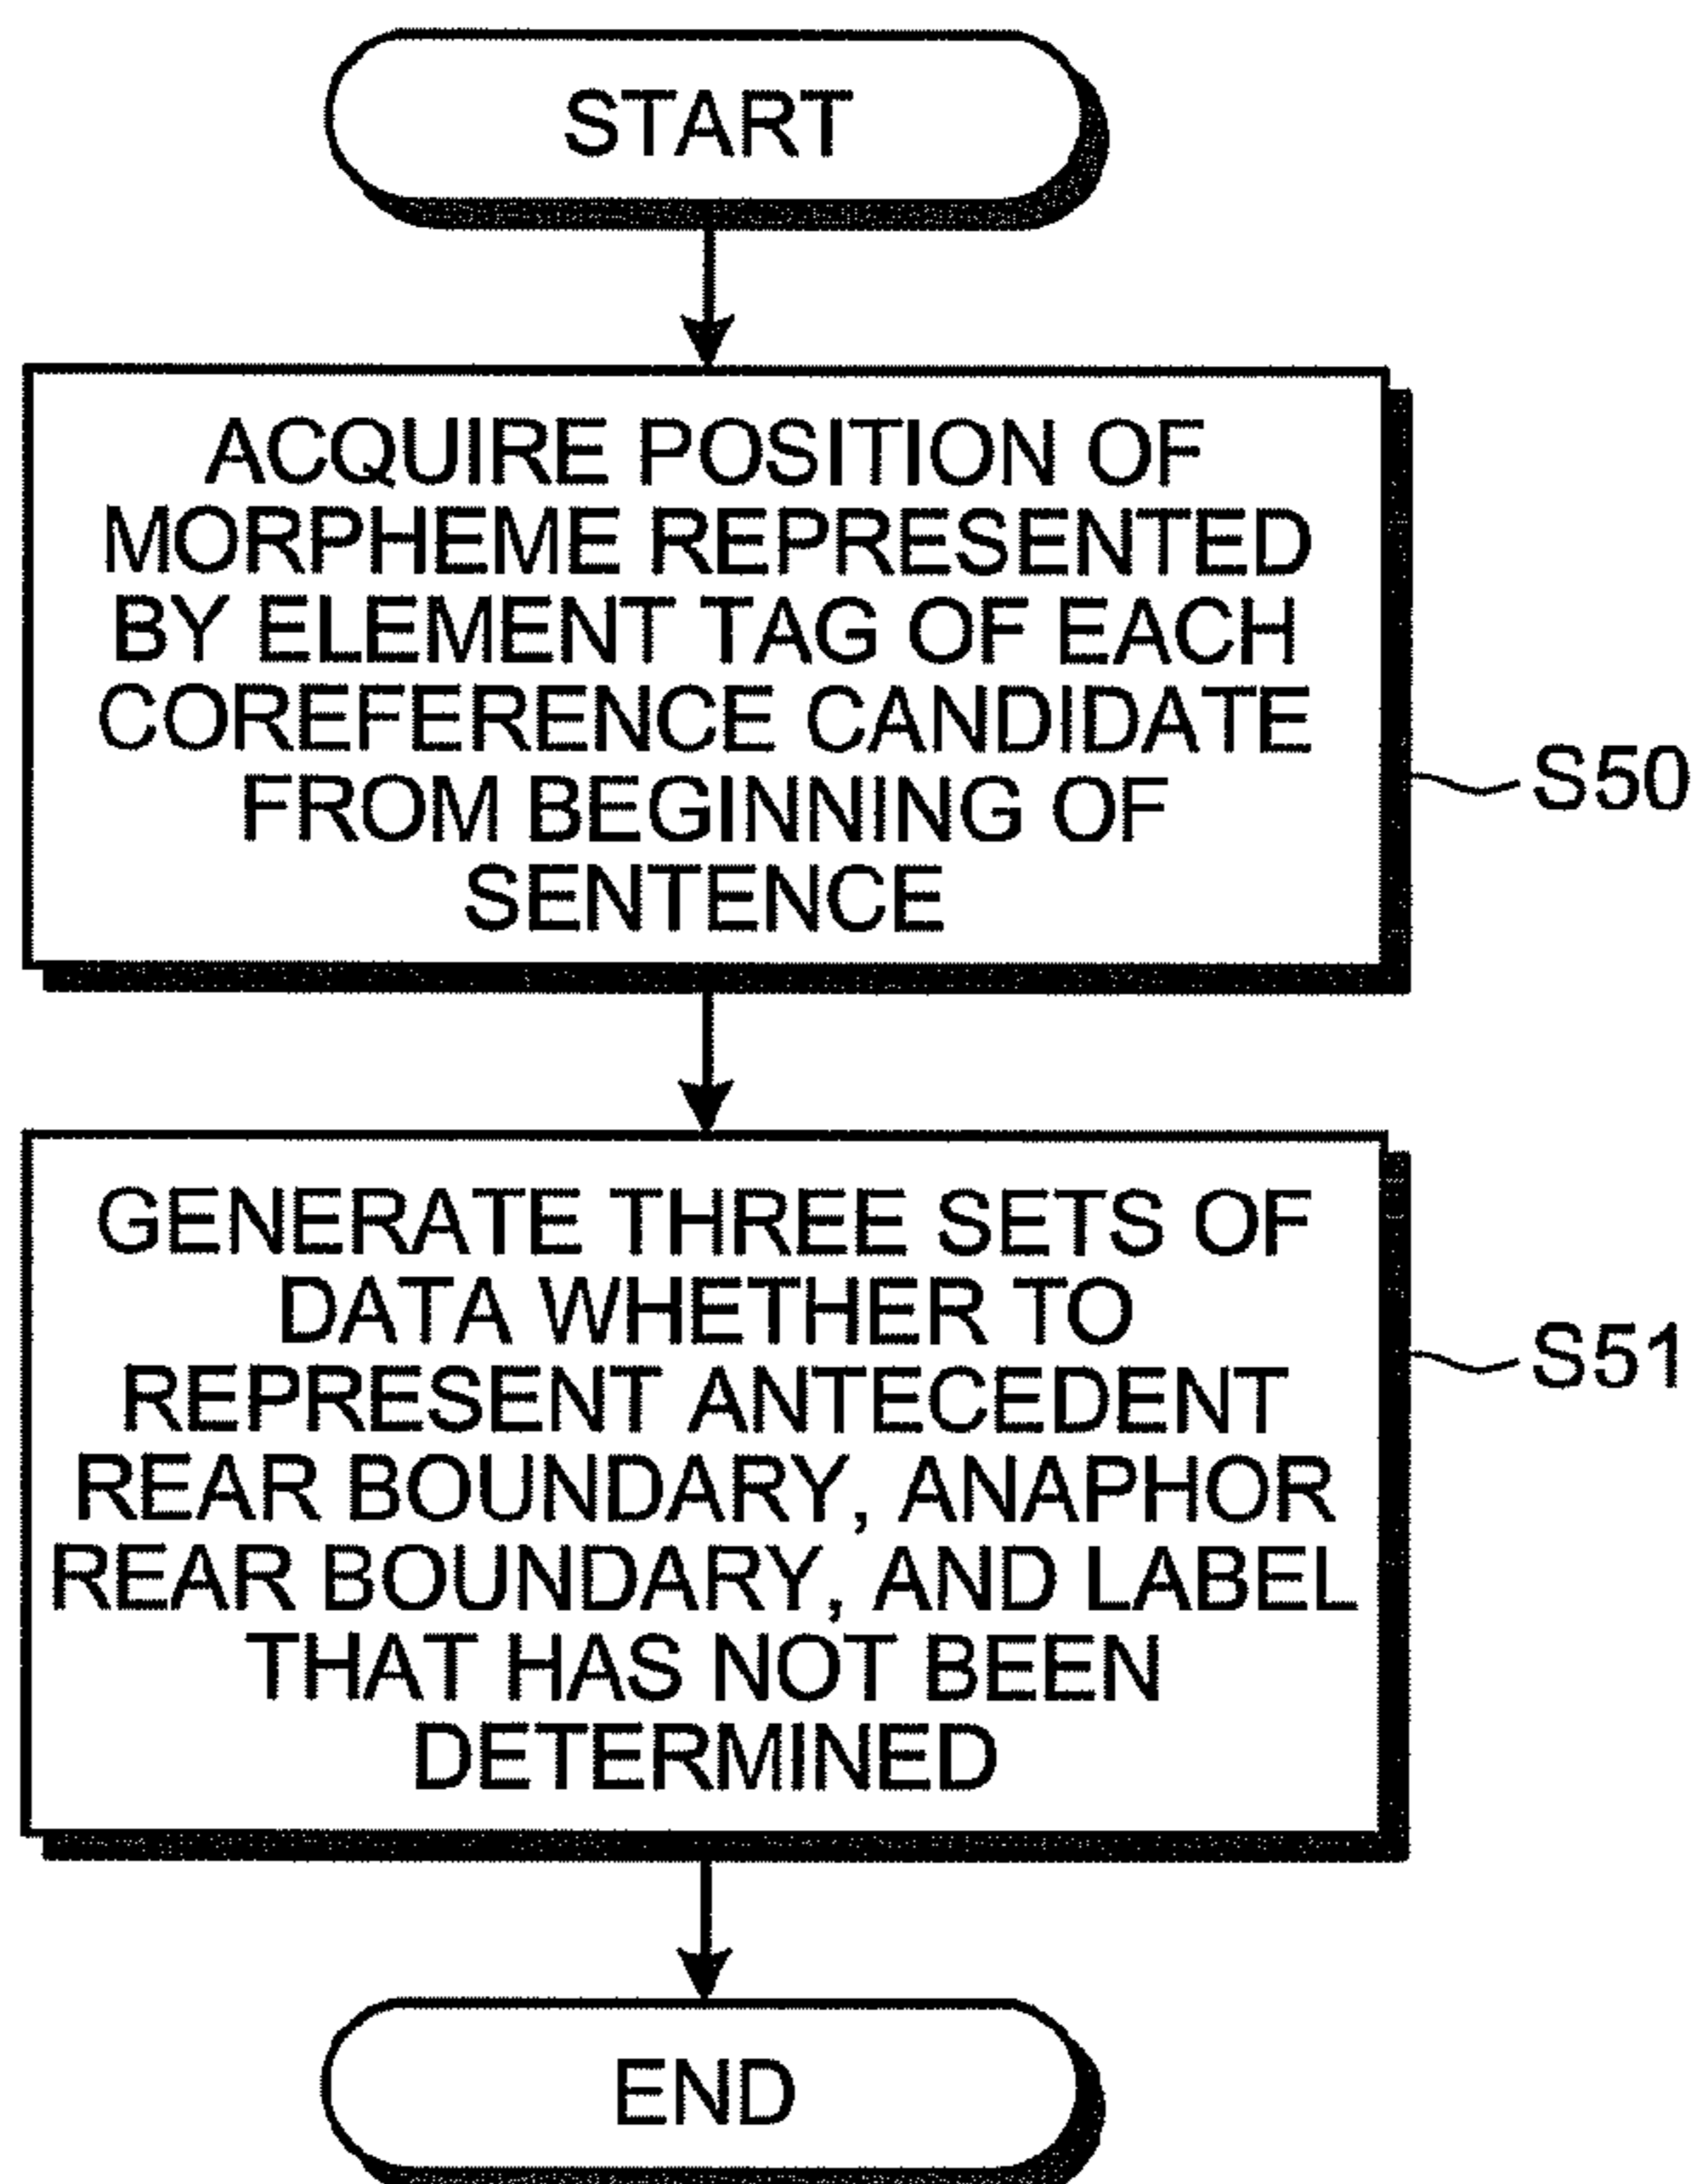 START
ACQUIRE POSITION OF
MORPHEME REPRESENTED
BY ELEMENT TAG OF EACH
COREFERENCE CANDIDATE
FROM BEGINNING OF
SENTENCE
S50
GENERATE THREE SETS OF
DATA WHETHER TO
REPRESENT ANTECEDENT
REAR BOUNDARY, ANAPHOR
REAR BOUNDARY, AND LABEL
THAT HAS NOT BEEN
DETERMINED
S51
END